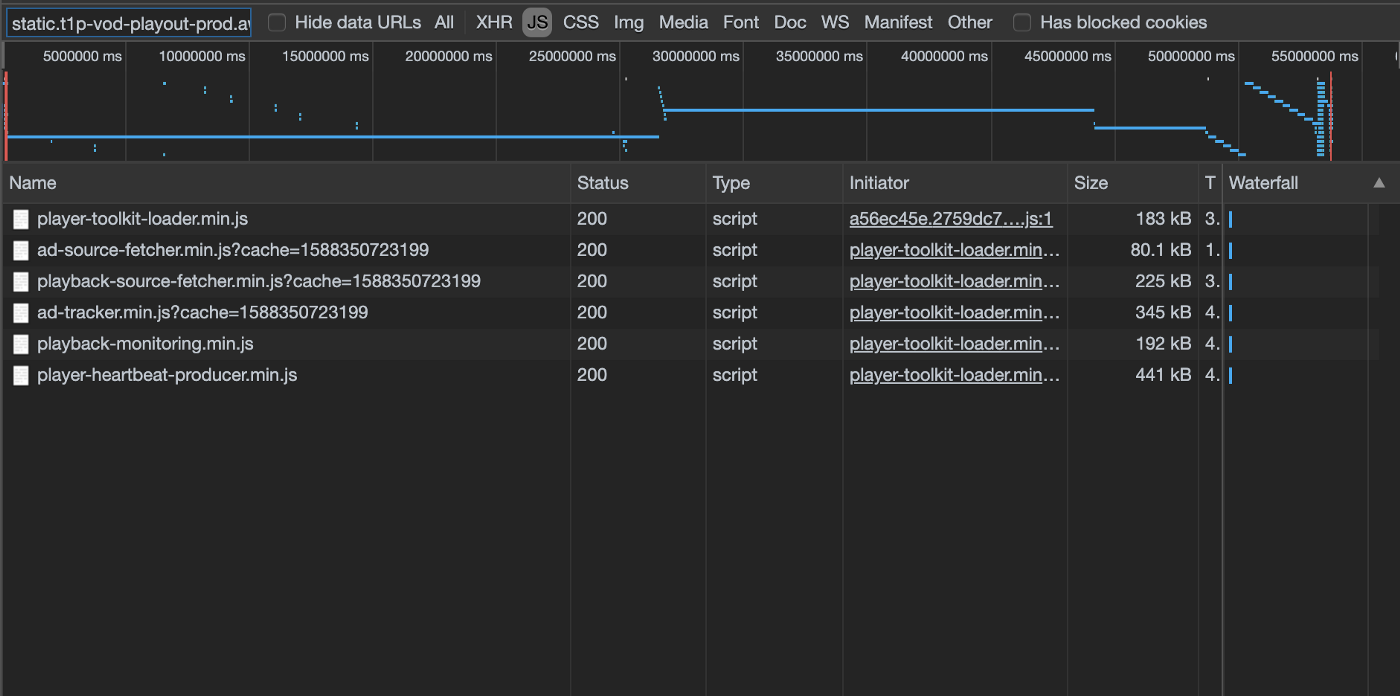 static.t1p-vod-playout-prod.a Hide data URLs All XHR JS CSS Img Media Font Doc WS Manifest Other Has blocked cookies
5000000 ms 10000000 ms 15000000 ms 20000000 ms 25000000 ms 30000000 ms 35000000 ms 40000000 ms 45000000 ms 50000000 ms 55000000 ms
Name Status Type Initiator Size T Waterfall ▲
player-toolkit-loader.min.js 200 script a56ec45e.2759dc7….js:1 183 kB 3.
ad-source-fetcher.min.js?cache=1588350723199 200 script player-toolkit-loader.min… 80.1 kB 1.
playback-source-fetcher.min.js?cache=1588350723199 200 script player-toolkit-loader.min… 225 kB 3.
ad-tracker.min.js?cache=1588350723199 200 script player-toolkit-loader.min… 345 kB 4.
playback-monitoring.min.js 200 script player-toolkit-loader.min… 192 kB 4.
player-heartbeat-producer.min.js 200 script player-toolkit-loader.min… 441 kB 4.